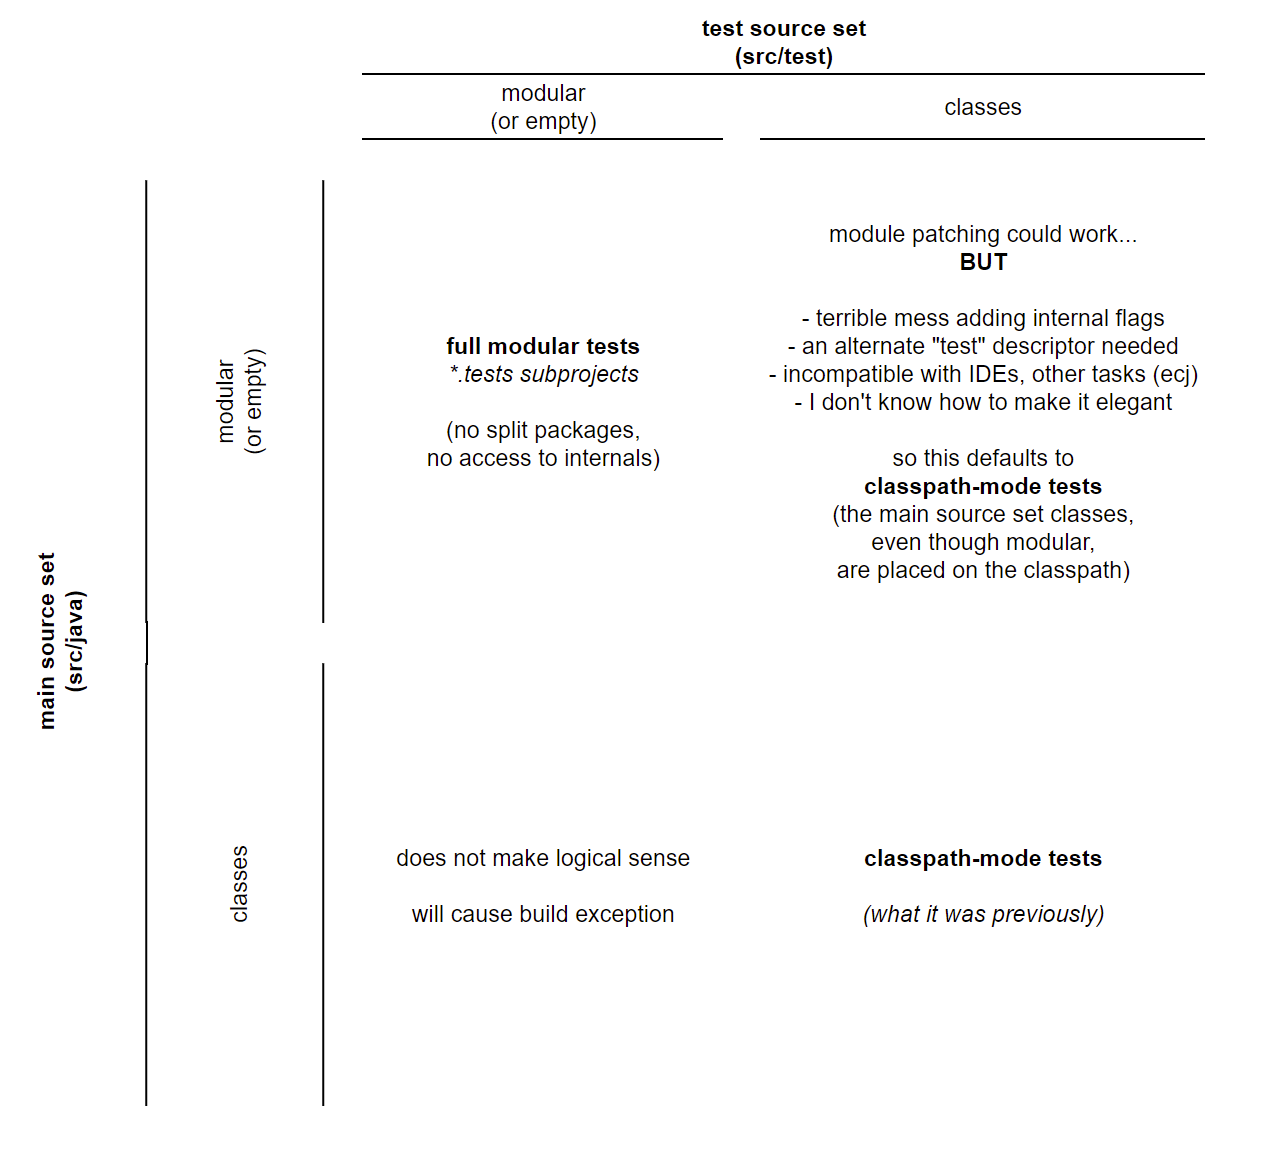 test source set
(src/test)
modular
(or empty)
classes
main source set
(src/java)
modular
(or empty)
full modular tests
*.tests subprojects
(no split packages,
no access to internals)
module patching could work...
BUT
- terrible mess adding internal flags
- an alternate "test" descriptor needed
- incompatible with IDEs, other tasks (ecj)
- I don't know how to make it elegant
so this defaults to
classpath-mode tests
(the main source set classes,
even though modular,
are placed on the classpath)
classes
does not make logical sense
will cause build exception
classpath-mode tests
(what it was previously)